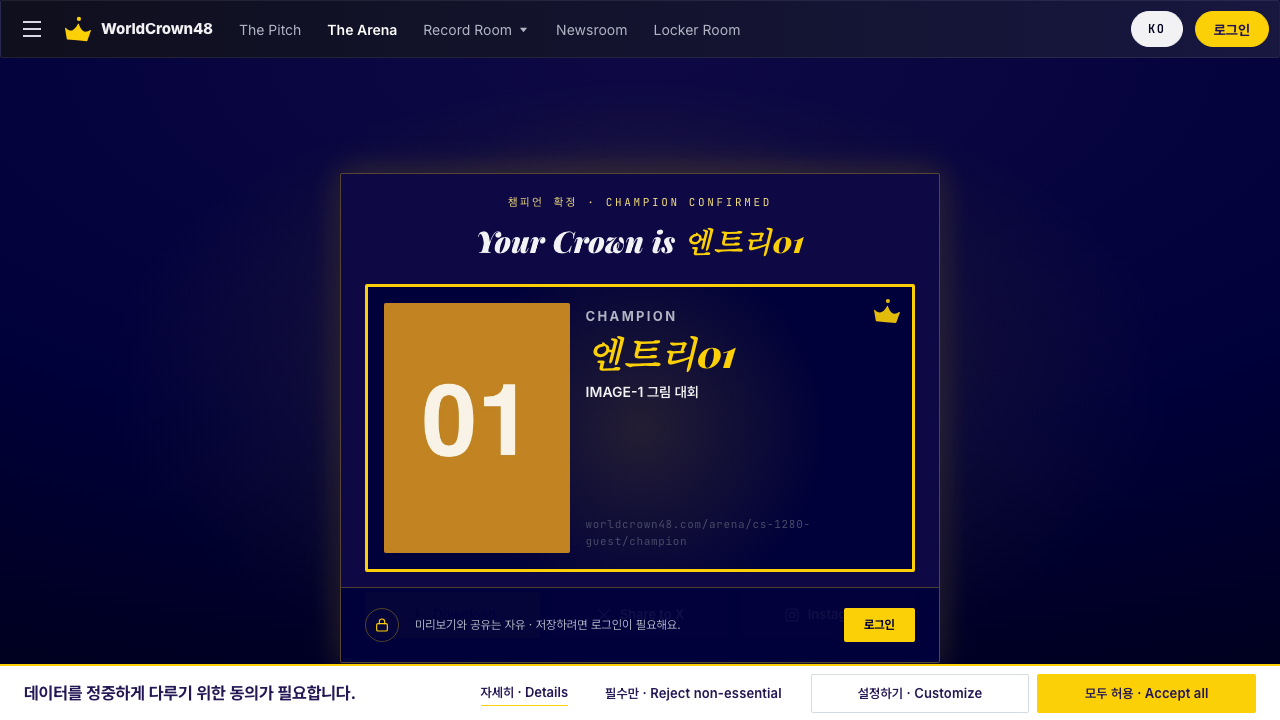 WorldCrown48
The Pitch
The Arena
Record Room
Newsroom
Locker Room
KO
로그인
챔피언 확정 · CHAMPION CONFIRMED
Your Crown is 엔트리01
01
CHAMPION
엔트리01
IMAGE-1 그림 대회
worldcrown48.com/arena/cs-1280-
guest/champion
Share to X
미리보기와 공유는 자유 · 저장하려면 로그인이 필요해요.
로그인
데이터를 정중하게 다루기 위한 동의가 필요합니다.
자세히 · Details
필수만 · Reject non-essential
설정하기 · Customize
모두 허용 · Accept all